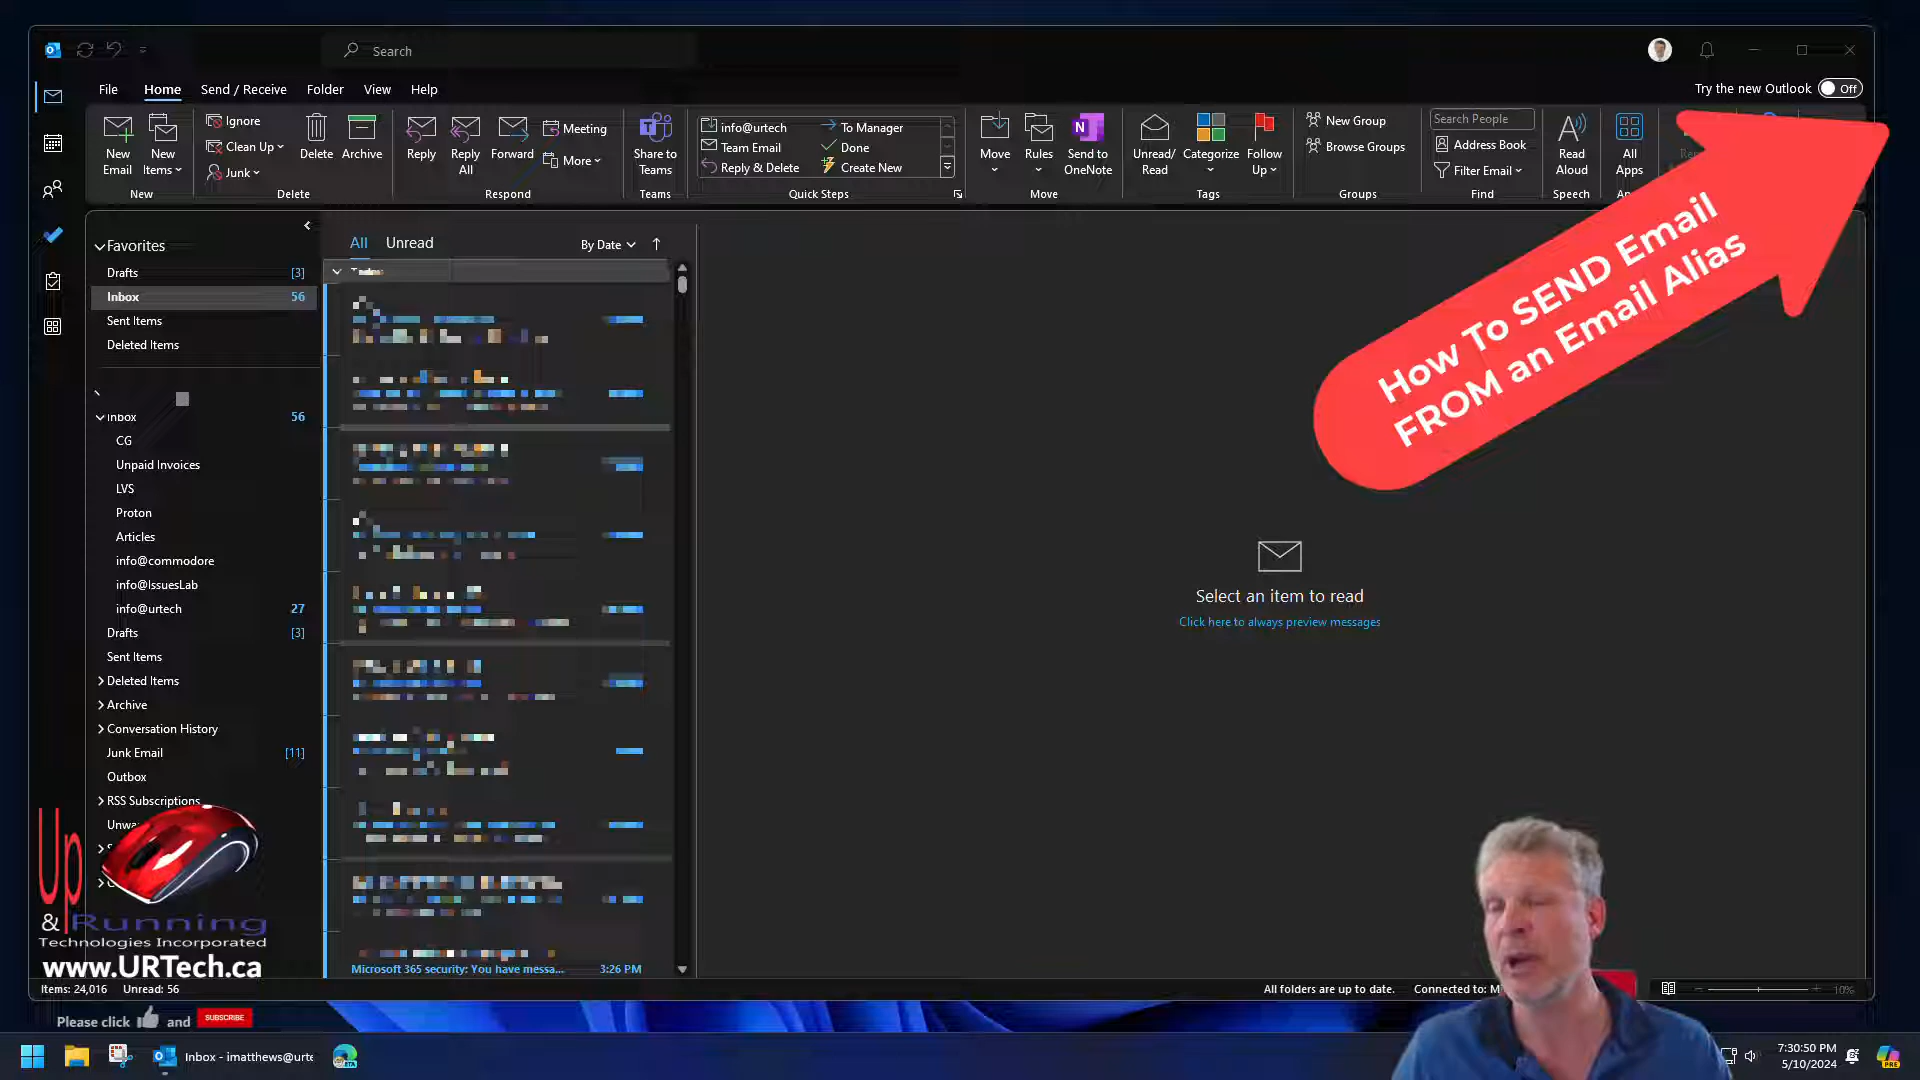 Search
File Home Send / Receive Folder View Help
Try the new Outlook Off
New Email
New Items
New
Ignore
Clean Up
Junk
Delete
Archive
Delete
Reply
Reply All
Forward
Meeting
More
Respond
Share to Teams
Teams
info@urtech
Team Email
Reply & Delete
To Manager
Done
Create New
Quick Steps
Move
Rules
Send to OneNote
Move
Unread/ Read
Categorize
Follow Up
Tags
New Group
Browse Groups
Groups
Search People
Address Book
Filter Email
Find
Read Aloud
Speech
All Apps
How To SEND Email
FROM an Email Alias
Favorites
Drafts [3]
Inbox 56
Sent Items
Deleted Items
Inbox 56
CG
Unpaid Invoices
LVS
Proton
Articles
info@commodore
info@IssuesLab
info@urtech 27
Drafts [3]
Sent Items
Deleted Items
Archive
Conversation History
Junk Email [11]
Outbox
RSS Subscriptions
All Unread
By Date
Microsoft 365 security: You have messa... 3:26 PM
Select an item to read
Click here to always preview messages
Up
& Running
Technologies Incorporated
www.URTech.ca
Items: 24,016 Unread: 56
All folders are up to date. Connected to:
10%
Please click and SUBSCRIBE
Inbox - imatthews@urte
BETA
7:30:50 PM
5/10/2024
PRE